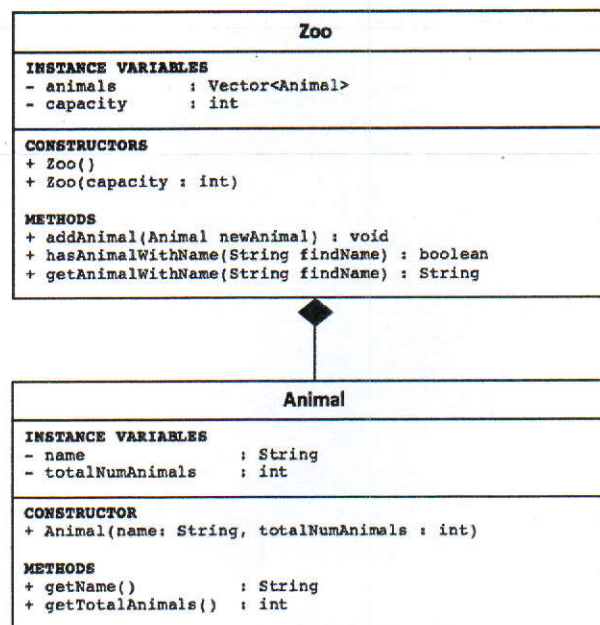 Zoo
INSTANCE VARIABLES
- animals : Vector<Animal>
- capacity : int
CONSTRUCTORS
+ Zoo()
+ Zoo(capacity : int)
METHODS
+ addAnimal(Animal newAnimal) : void
+ hasAnimalWithName(String findName) : boolean
+ getAnimalWithName(String findName) : String
Animal
INSTANCE VARIABLES
- name : String
- totalNumAnimals : int
CONSTRUCTOR
+ Animal(name: String, totalNumAnimals : int)
METHODS
+ getName() : String
+ getTotalAnimals() : int